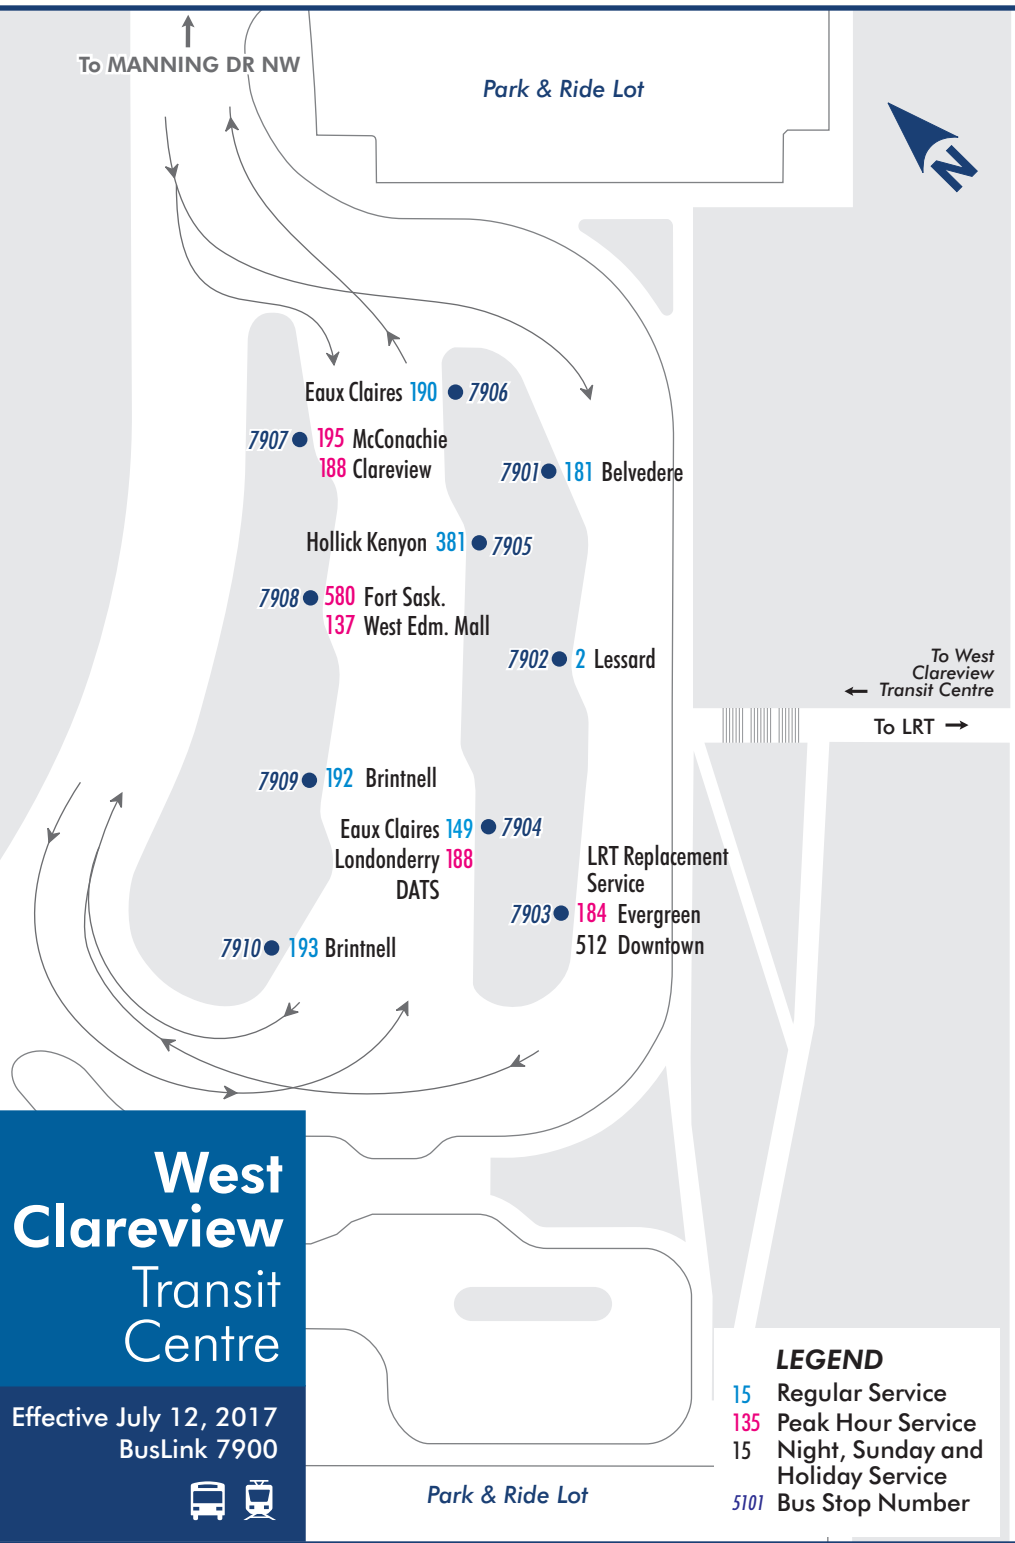 To MANNING DR NW
Park & Ride Lot
N
Eaux Claires 190 7906
7907 195 McConachie
188 Clareview
7901 181 Belvedere
Hollick Kenyon 381 7905
7908 580 Fort Sask.
137 West Edm. Mall
7902 2 Lessard
To West
Clareview
Transit Centre
To LRT
7909 192 Brintnell
Eaux Claires 149 7904
Londonderry 188
DATS
LRT Replacement
Service
7903 184 Evergreen
512 Downtown
7910 193 Brintnell
West
Clareview
Transit
Centre
Effective July 12, 2017
BusLink 7900
Park & Ride Lot
LEGEND
15 Regular Service
135 Peak Hour Service
15 Night, Sunday and
Holiday Service
5101 Bus Stop Number